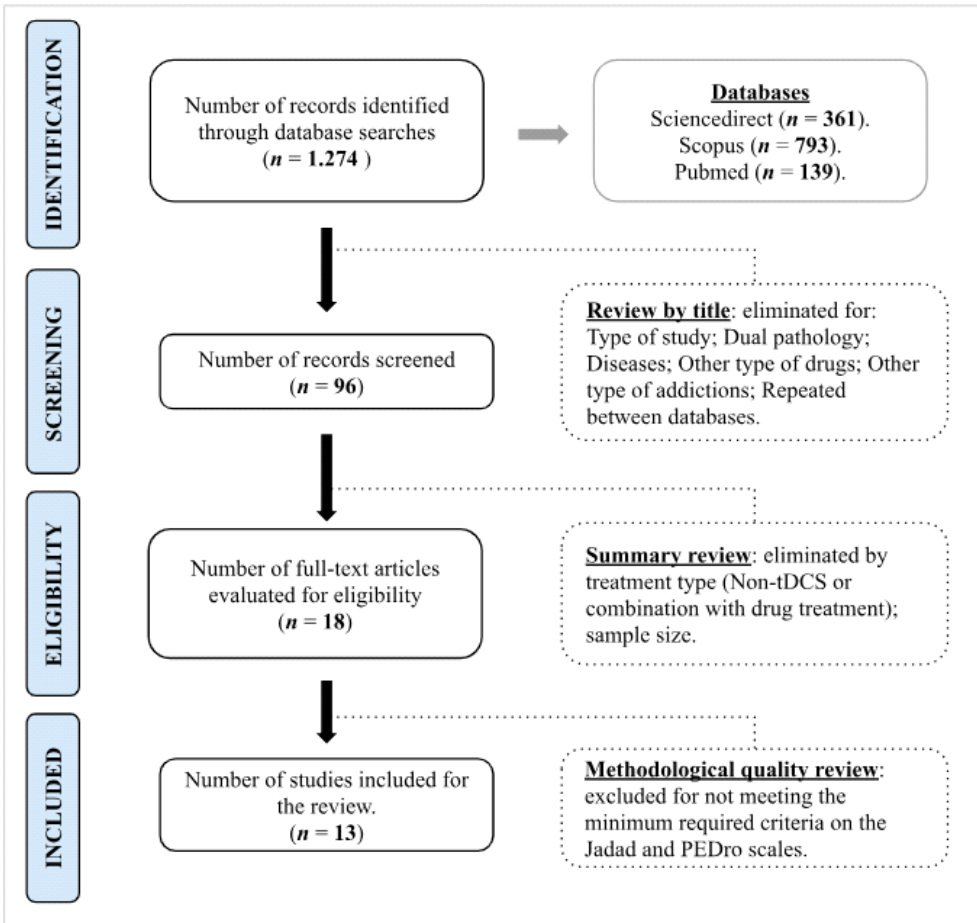 IDENTIFICATION
Number of records identified
through database searches
(n = 1.274 )
Databases
Sciencedirect (n = 361).
Scopus (n = 793).
Pubmed (n = 139).
SCREENING
Number of records screened
(n = 96)
Review by title: eliminated for:
Type of study; Dual pathology;
Diseases; Other type of drugs; Other
type of addictions; Repeated
between databases.
ELIGIBILITY
Number of full-text articles
evaluated for eligibility
(n = 18)
Summary review: eliminated by
treatment type (Non-tDCS or
combination with drug treatment);
sample size.
INCLUDED
Number of studies included for
the review.
(n = 13)
Methodological quality review:
excluded for not meeting the
minimum required criteria on the
Jadad and PEDro scales.